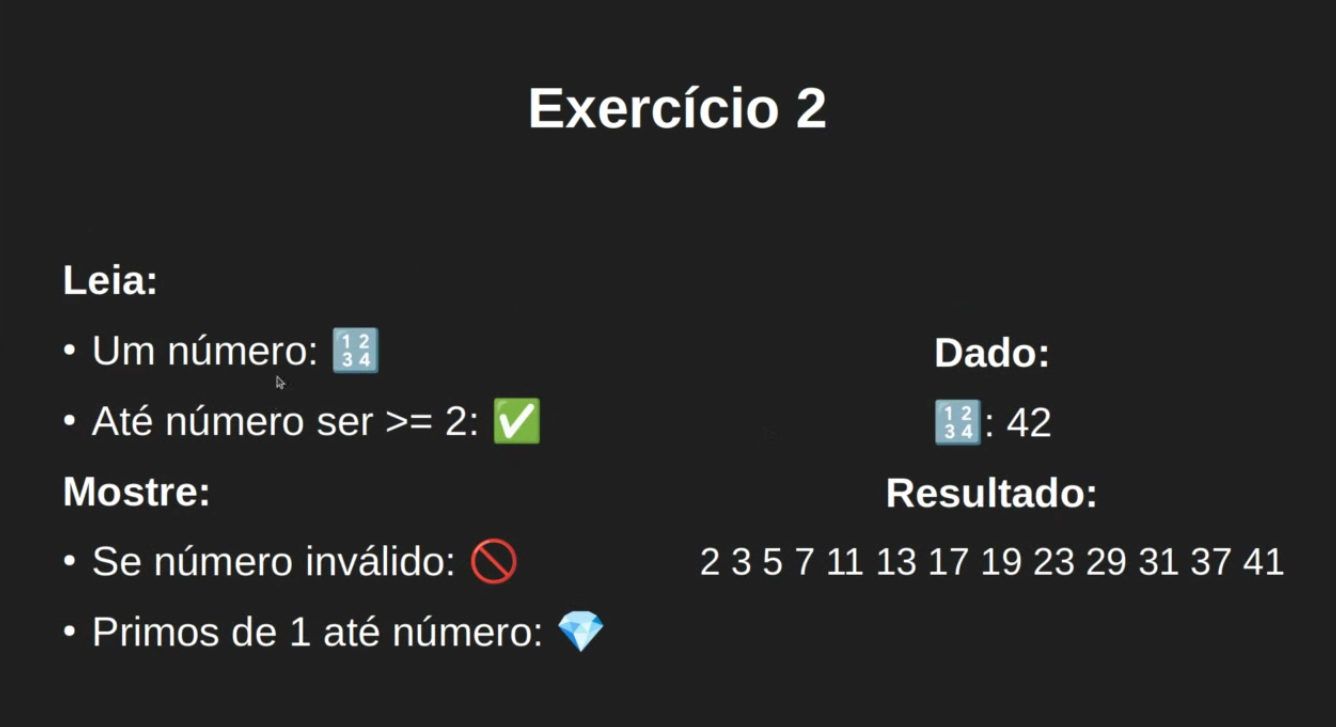 Exercício 2
Leia:
• Um número: 🔢
• Até número ser >= 2: ✅
Mostre:
• Se número inválido: 🚫
• Primos de 1 até número: 💎
Dado:
🔢: 42
Resultado:
2 3 5 7 11 13 17 19 23 29 31 37 41